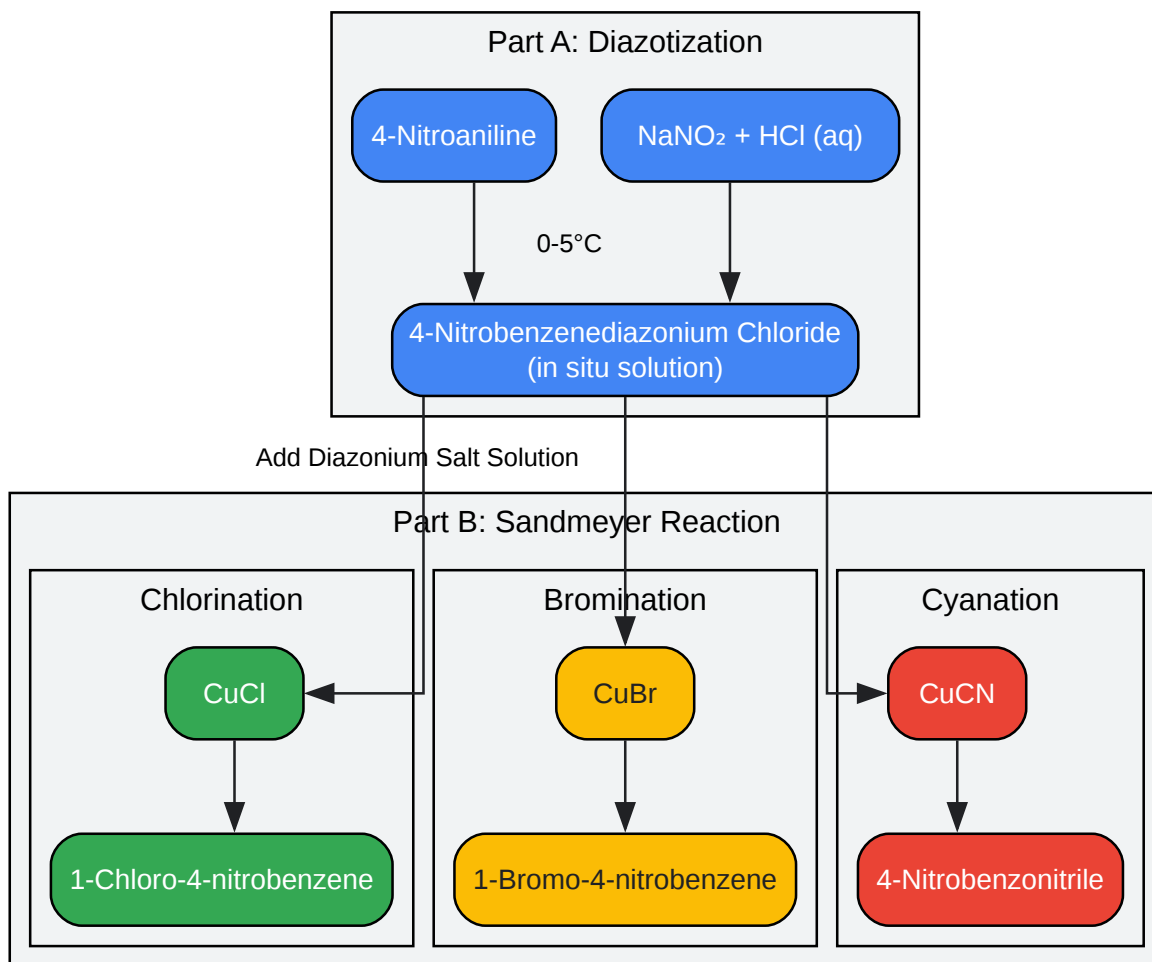 Part A: Diazotization
4-Nitroaniline
NaNO₂ + HCl (aq)
0-5°C
4-Nitrobenzenediazonium Chloride
(in situ solution)
Add Diazonium Salt Solution
Part B: Sandmeyer Reaction
Chlorination
Bromination
Cyanation
CuCl
CuBr
CuCN
1-Chloro-4-nitrobenzene
1-Bromo-4-nitrobenzene
4-Nitrobenzonitrile